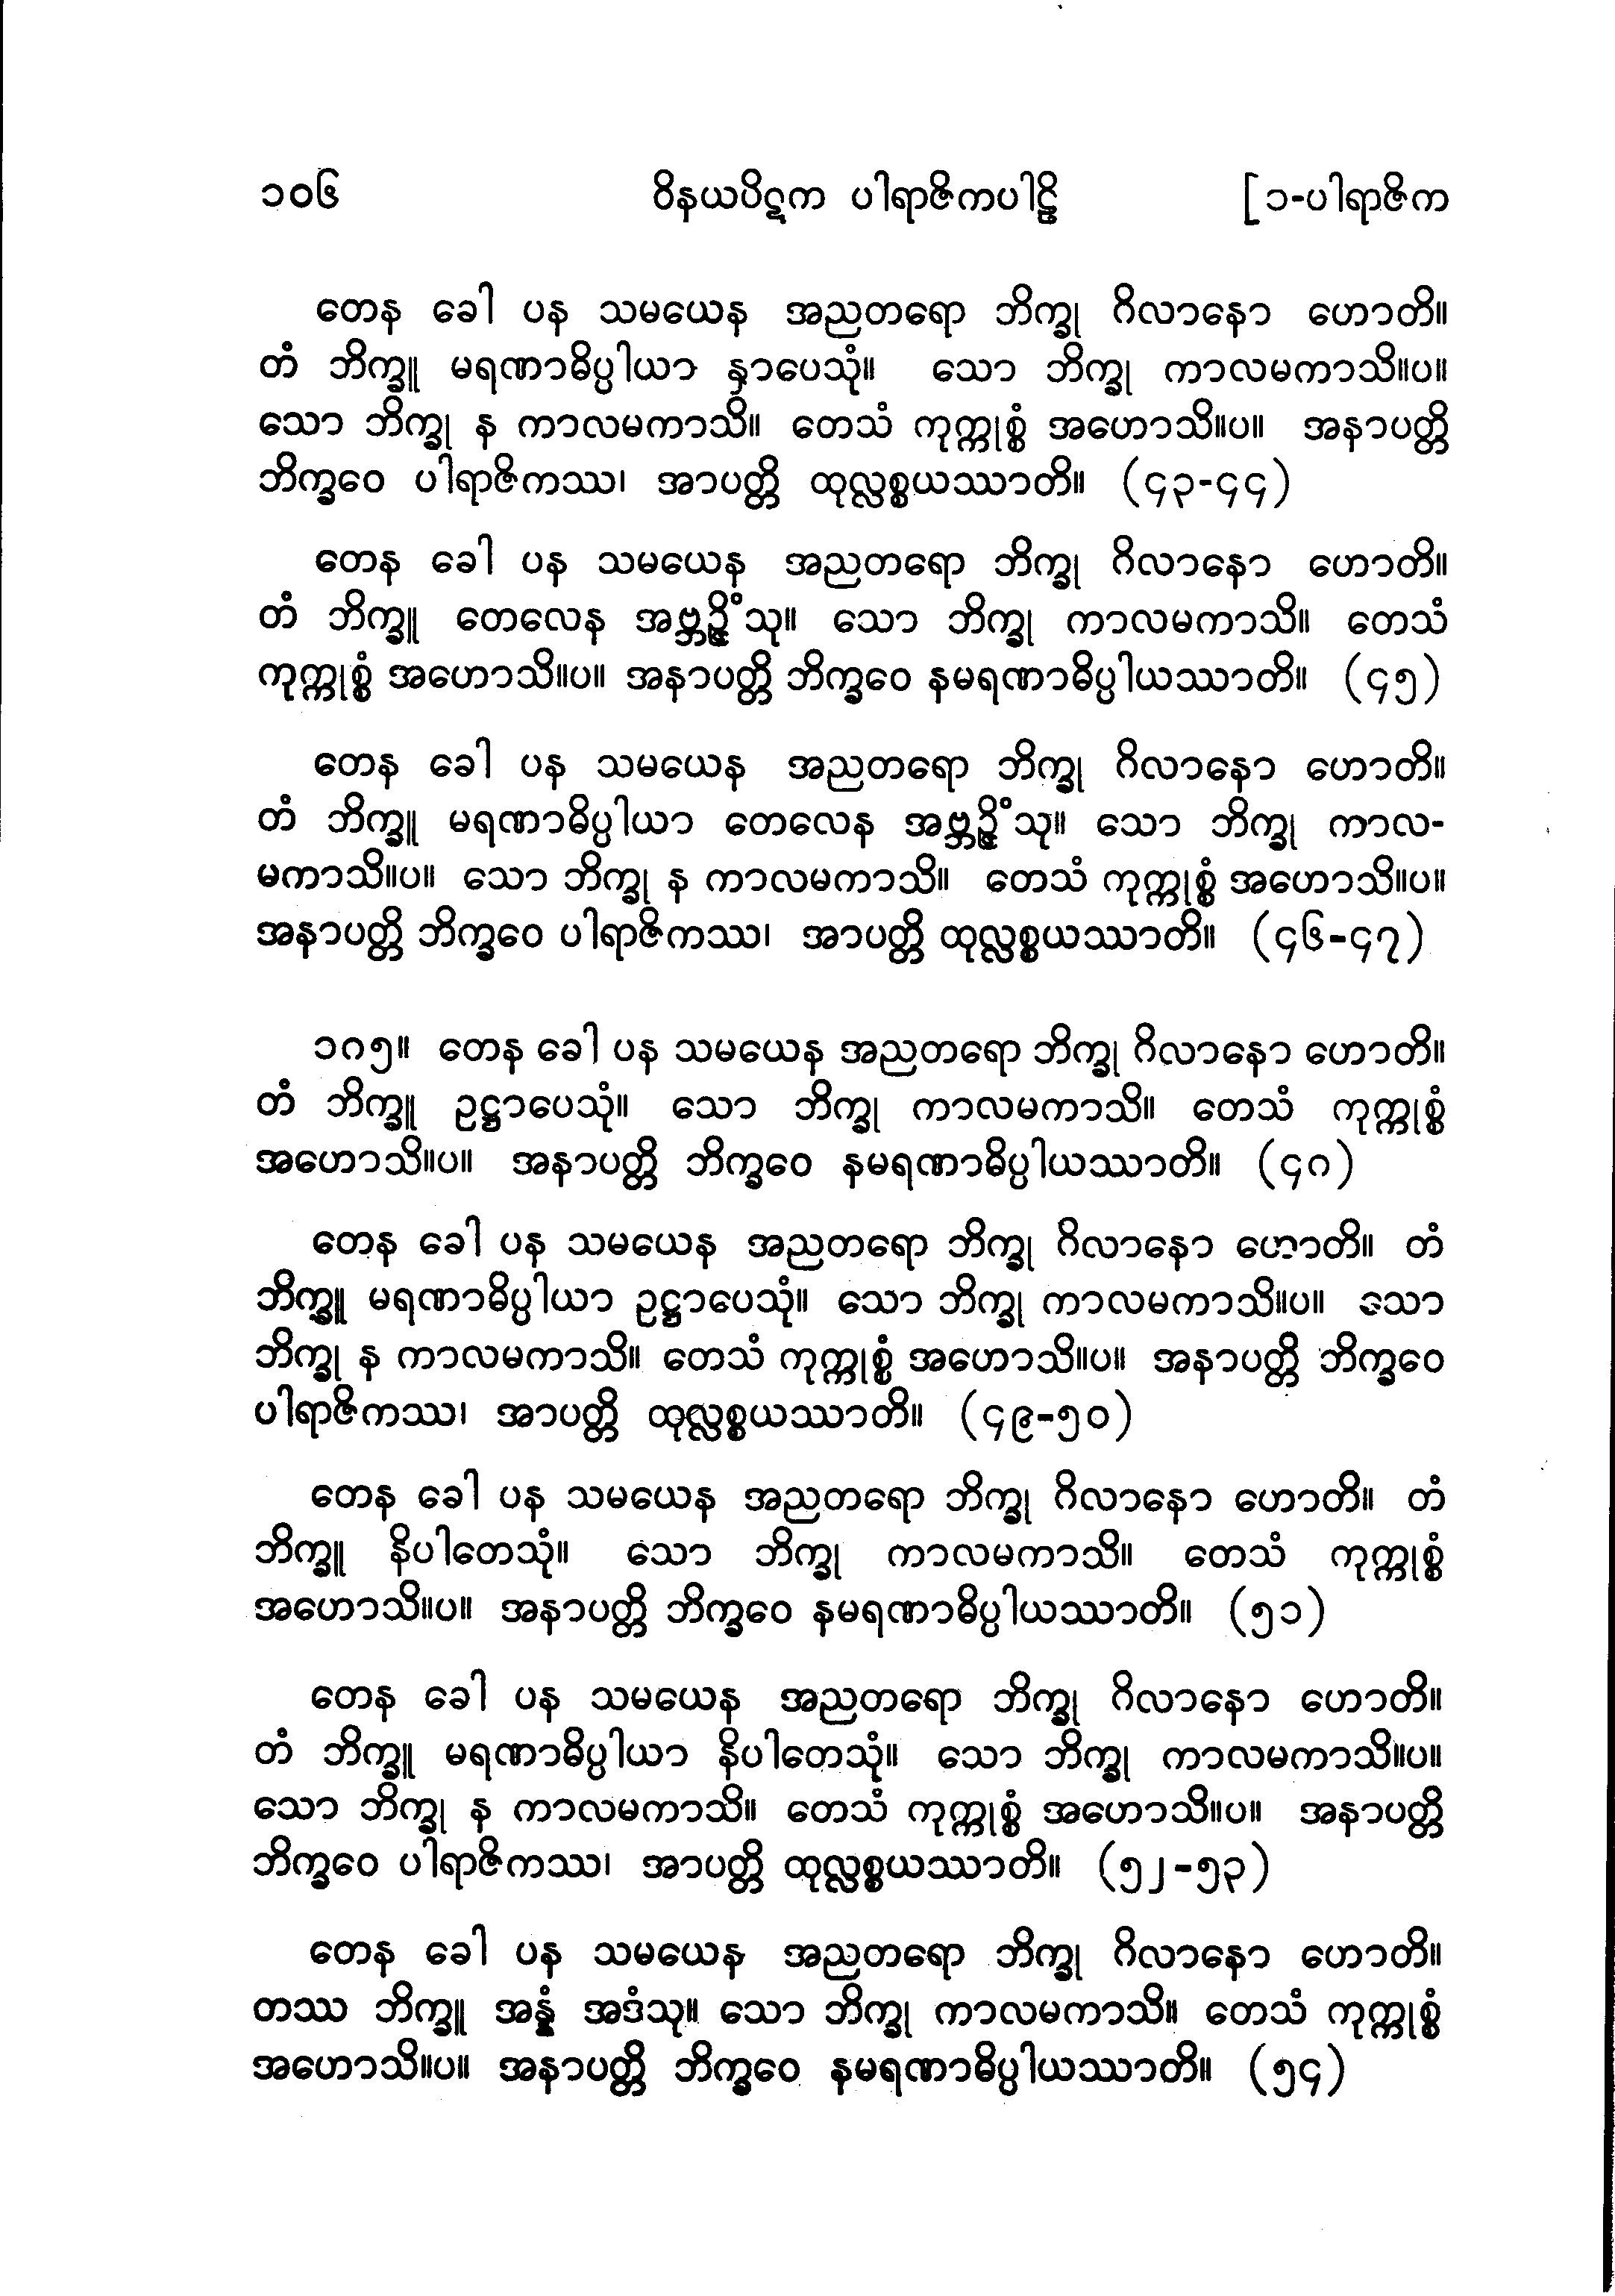 ၁၀၆ ဝိနယပိဋက ပါရာဇိကပါဠိ [၁-ပါရာဇိက
တေန ခေါ ပန သမယေန အညတရော ဘိက္ခု ဂိလာနော ဟောတိ။
တံ ဘိက္ခူ မရဏာဓိပ္ပါယာ နှာပေသုံ။ သော ဘိက္ခု ကာလမကာသိ။ပ။
သော ဘိက္ခု န ကာလမကာသိ။ တေသံ ကုက္ကုစ္စံ အဟောသိ။ပ။ အနာပတ္တိ
ဘိက္ခဝေ ပါရာဇိကဿ၊ အာပတ္တိ ထုလ္လစ္စယဿာတိ။ (၄၃-၄၄)
တေန ခေါ ပန သမယေန အညတရော ဘိက္ခု ဂိလာနော ဟောတိ။
တံ ဘိက္ခူ တေလေန အဗ္ဘဉ္ဇိံသု။ သော ဘိက္ခု ကာလမကာသိ။ တေသံ
ကုက္ကုစ္စံ အဟောသိ။ပ။ အနာပတ္တိ ဘိက္ခဝေ နမရဏာဓိပ္ပါယဿာတိ။ (၄၅)
တေန ခေါ ပန သမယေန အညတရော ဘိက္ခု ဂိလာနော ဟောတိ။
တံ ဘိက္ခူ မရဏာဓိပ္ပါယာ တေလေန အဗ္ဘဉ္ဇိံသု။ သော ဘိက္ခု ကာလ-
မကာသိ။ပ။ သော ဘိက္ခု န ကာလမကာသိ။ တေသံ ကုက္ကုစ္စံ အဟောသိ။ပ။
အနာပတ္တိ ဘိက္ခဝေ ပါရာဇိကဿ၊ အာပတ္တိ ထုလ္လစ္စယဿာတိ။ (၄၆-၄၇)
၁၈၅။ တေန ခေါ ပန သမယေန အညတရော ဘိက္ခု ဂိလာနော ဟောတိ။
တံ ဘိက္ခူ ဥဋ္ဌာပေသုံ။ သော ဘိက္ခု ကာလမကာသိ။ တေသံ ကုက္ကုစ္စံ
အဟောသိ။ပ။ အနာပတ္တိ ဘိက္ခဝေ နမရဏာဓိပ္ပါယဿာတိ။ (၄၈)
တေန ခေါ ပန သမယေန အညတရော ဘိက္ခု ဂိလာနော ဟောတိ။ တံ
ဘိက္ခူ မရဏာဓိပ္ပါယာ ဥဋ္ဌာပေသုံ။ သော ဘိက္ခု ကာလမကာသိ။ပ။ သော
ဘိက္ခု န ကာလမကာသိ။ တေသံ ကုက္ကုစ္စံ အဟောသိ။ပ။ အနာပတ္တိ ဘိက္ခဝေ
ပါရာဇိကဿ၊ အာပတ္တိ ထုလ္လစ္စယဿာတိ။ (၄၉-၅၀)
တေန ခေါ ပန သမယေန အညတရော ဘိက္ခု ဂိလာနော ဟောတိ။ တံ
ဘိက္ခူ နိပါတေသုံ။ သော ဘိက္ခု ကာလမကာသိ။ တေသံ ကုက္ကုစ္စံ
အဟောသိ။ပ။ အနာပတ္တိ ဘိက္ခဝေ နမရဏာဓိပ္ပါယဿာတိ။ (၅၁)
တေန ခေါ ပန သမယေန အညတရော ဘိက္ခု ဂိလာနော ဟောတိ။
တံ ဘိက္ခူ မရဏာဓိပ္ပါယာ နိပါတေသုံ။ သော ဘိက္ခု ကာလမကာသိ။ပ။
သော ဘိက္ခု န ကာလမကာသိ။ တေသံ ကုက္ကုစ္စံ အဟောသိ။ပ။ အနာပတ္တိ
ဘိက္ခဝေ ပါရာဇိကဿ၊ အာပတ္တိ ထုလ္လစ္စယဿာတိ။ (၅၂-၅၃)
တေန ခေါ ပန သမယေန အညတရော ဘိက္ခု ဂိလာနော ဟောတိ။
တဿ ဘိက္ခူ အန္နံ အဒံသု။ သော ဘိက္ခု ကာလမကာသိ။ တေသံ ကုက္ကုစ္စံ
အဟောသိ။ပ။ အနာပတ္တိ ဘိက္ခဝေ နမရဏာဓိပ္ပါယဿာတိ။ (၅၄)